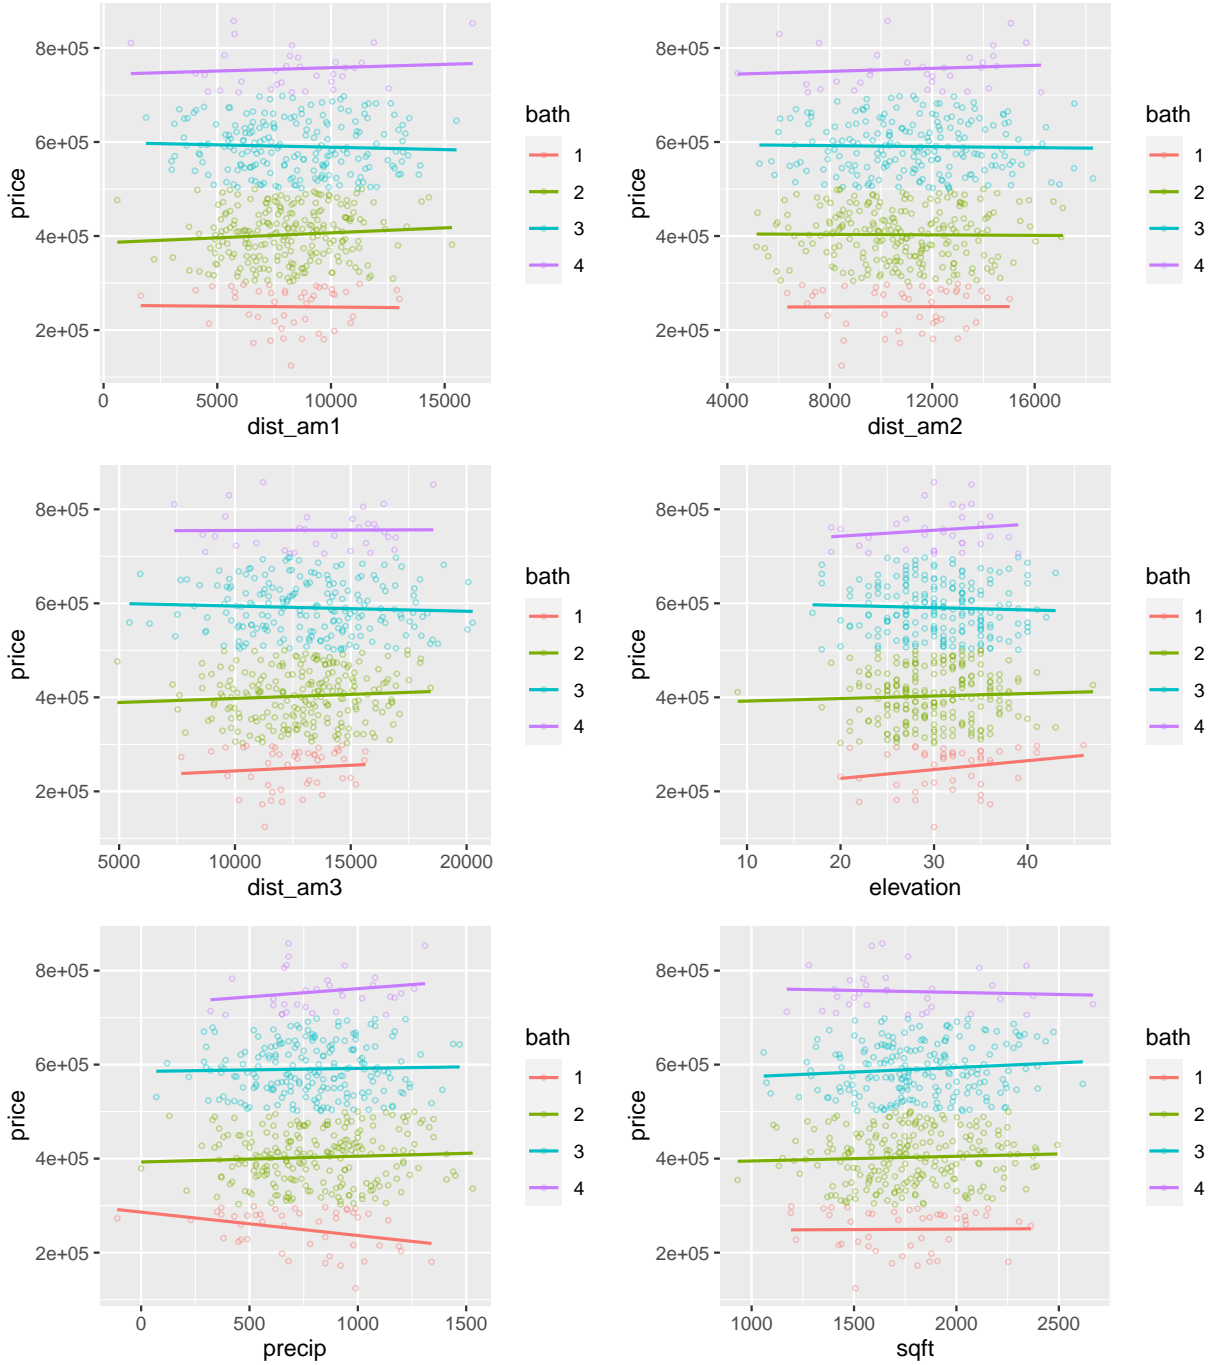 8e+05
6e+05
4e+05
2e+05
price
0
5000
10000
15000
dist_am1
bath
1
2
3
4
8e+05
6e+05
4e+05
2e+05
price
4000
8000
12000
16000
dist_am2
bath
1
2
3
4
8e+05
6e+05
4e+05
2e+05
price
5000
10000
15000
20000
dist_am3
bath
1
2
3
4
8e+05
6e+05
4e+05
2e+05
price
10
20
30
40
elevation
bath
1
2
3
4
8e+05
6e+05
4e+05
2e+05
price
0
500
1000
1500
precip
bath
1
2
3
4
8e+05
6e+05
4e+05
2e+05
price
1000
1500
2000
2500
sqft
bath
1
2
3
4